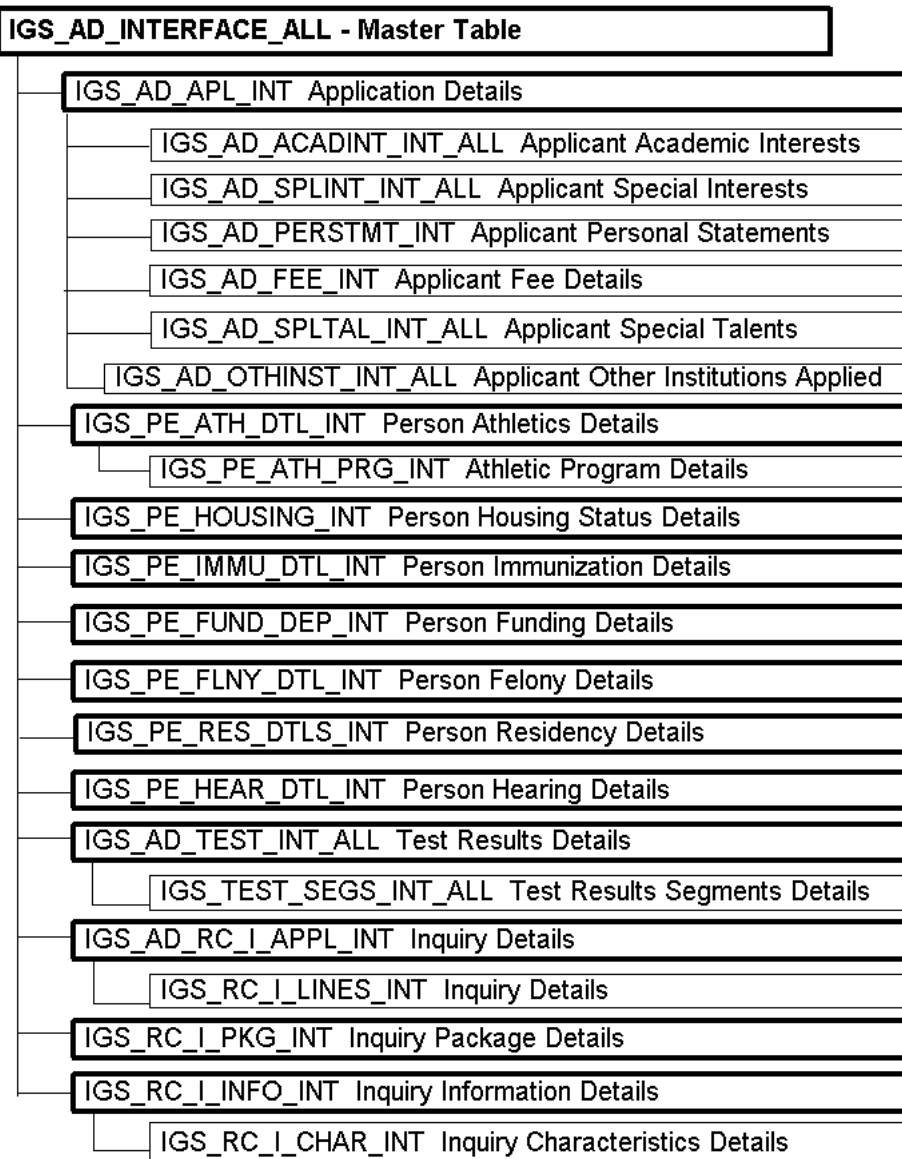 IGS_AD_INTERFACE_ALL - Master Table
IGS_AD_APL_INT Application Details
IGS_AD_ACADINT_INT_ALL Applicant Academic Interests
IGS_AD_SPLINT_INT_ALL Applicant Special Interests
IGS_AD_PERSTMT_INT Applicant Personal Statements
IGS_AD_FEE_INT Applicant Fee Details
IGS_AD_SPLTAL_INT_ALL Applicant Special Talents
IGS_AD_OTHINST_INT_ALL Applicant Other Institutions Applied
IGS_PE_ATH_DTL_INT Person Athletics Details
IGS_PE_ATH_PRG_INT Athletic Program Details
IGS_PE_HOUSING_INT Person Housing Status Details
IGS_PE_IMMU_DTL_INT Person Immunization Details
IGS_PE_FUND_DEP_INT Person Funding Details
IGS_PE_FLNY_DTL_INT Person Felony Details
IGS_PE_RES_DTLS_INT Person Residency Details
IGS_PE_HEAR_DTL_INT Person Hearing Details
IGS_AD_TEST_INT_ALL Test Results Details
IGS_TEST_SEGS_INT_ALL Test Results Segments Details
IGS_AD_RC_I_APPL_INT Inquiry Details
IGS_RC_I_LINES_INT Inquiry Details
IGS_RC_I_PKG_INT Inquiry Package Details
IGS_RC_I_INFO_INT Inquiry Information Details
IGS_RC_I_CHAR_INT Inquiry Characteristics Details